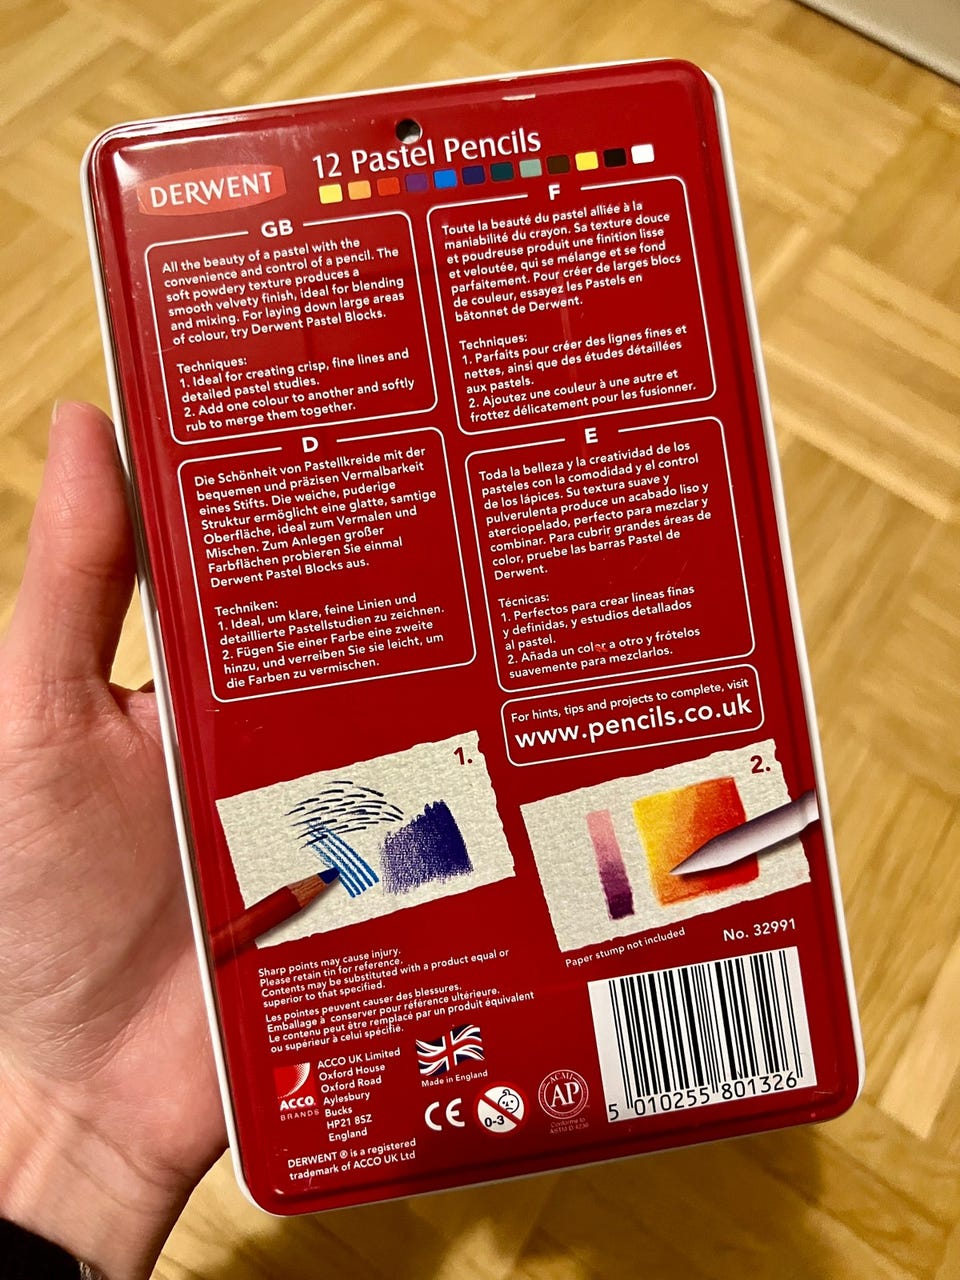 DERWENT
12 Pastel Pencils
GB
All the beauty of a pastel with the
convenience and control of a pencil. The
soft powdery texture produces a
smooth velvety finish, ideal for blending
and mixing. For laying down large areas
of colour, try Derwent Pastel Blocks.
Techniques:
1. Ideal for creating crisp, fine lines and
detailed pastel studies.
2. Add one colour to another and softly
rub to merge them together.
F
Toute la beauté du pastel alliée à la
maniabilité du crayon. Sa texture douce
et poudreuse produit une finition lisse
et veloutée, qui se mélange et se fond
parfaitement. Pour créer de larges blocs
de couleur, essayez les Pastels en
bâtonnet de Derwent.
Techniques:
1. Parfaits pour créer des lignes fines et
nettes, ainsi que des études détaillées
aux pastels.
2. Ajoutez une couleur à une autre et
frottez délicatement pour les fusionner.
D
Die Schönheit von Pastellkreide mit der
bequemen und präzisen Vermalbarkeit
eines Stifts. Die weiche, puderige
Struktur ermöglicht eine glatte, samtige
Oberfläche, ideal zum Vermalen und
Mischen. Zum Anlegen großer
Farbflächen probieren Sie einmal
Derwent Pastel Blocks aus.
Techniken:
1. Ideal, um klare, feine Linien und
detaillierte Pastellstudien zu zeichnen.
2. Fügen Sie einer Farbe eine zweite
hinzu, und verreiben Sie sie leicht, um
die Farben zu vermischen.
E
Toda la belleza y la creatividad de los
pasteles con la comodidad y el control
de los lápices. Su textura suave y
pulverulenta produce un acabado liso y
aterciopelado, perfecto para mezclar y
combinar. Para cubrir grandes áreas de
color, pruebe las barras Pastel de
Derwent.
Técnicas:
1. Perfectos para crear líneas finas
y definidas, y estudios detallados
al pastel.
2. Añada un color a otro y frótelos
suavemente para mezclarlos.
For hints, tips and projects to complete, visit
www.pencils.co.uk
1.
2.
Paper stump not included
No. 32991
Sharp points may cause injury.
Please retain tin for reference.
Contents may be substituted with a product equal or
superior to that specified.
Les pointes peuvent causer des blessures.
Emballage à conserver pour référence ultérieure.
Le contenu peut être remplacé par un produit équivalent
ou supérieur à celui spécifié.
ACCO
BRANDS
ACCO UK Limited
Oxford House
Oxford Road
Aylesbury
Bucks
HP21 8SZ
England
Made in England
CE
0-3
ACMI
AP
Conforms to
ASTM D 4236
5 010255 801326
DERWENT ® is a registered
trademark of ACCO UK Ltd